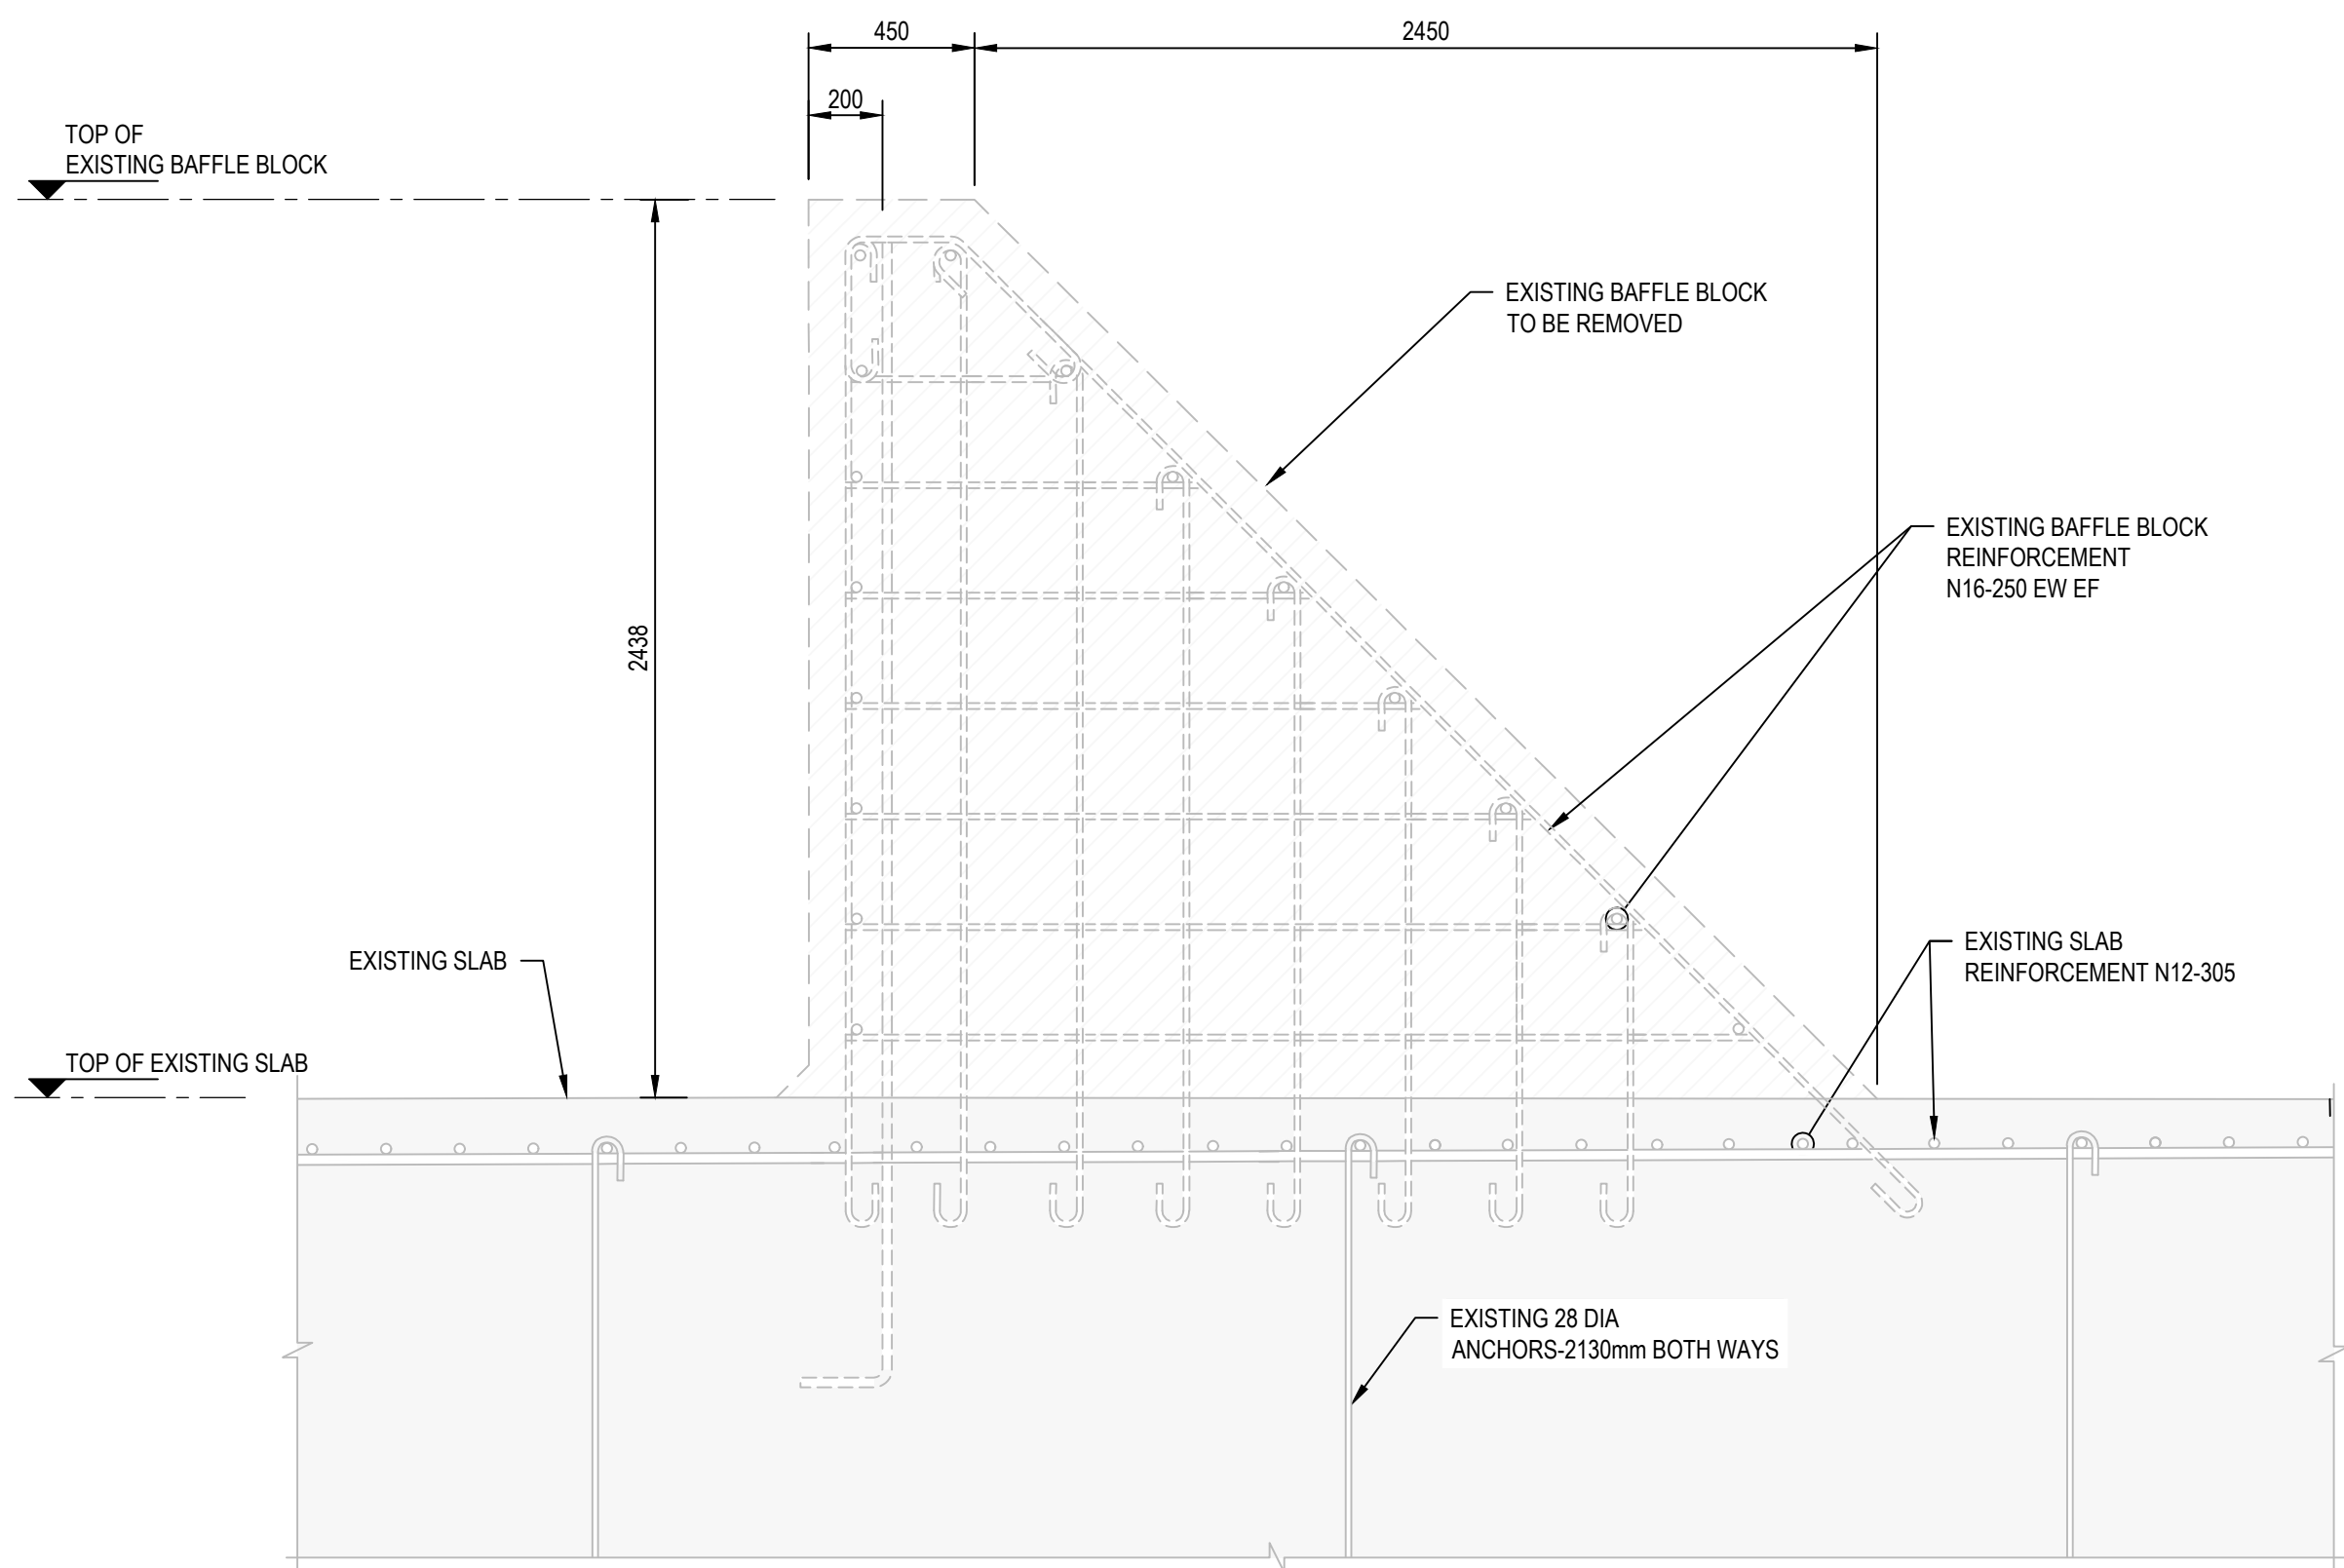 450
2450
200
TOP OF
EXISTING BAFFLE BLOCK
EXISTING BAFFLE BLOCK
TO BE REMOVED
EXISTING BAFFLE BLOCK
REINFORCEMENT
N16-250 EW EF
2438
EXISTING SLAB
EXISTING SLAB
REINFORCEMENT N12-305
TOP OF EXISTING SLAB
EXISTING 28 DIA
ANCHORS-2130mm BOTH WAYS